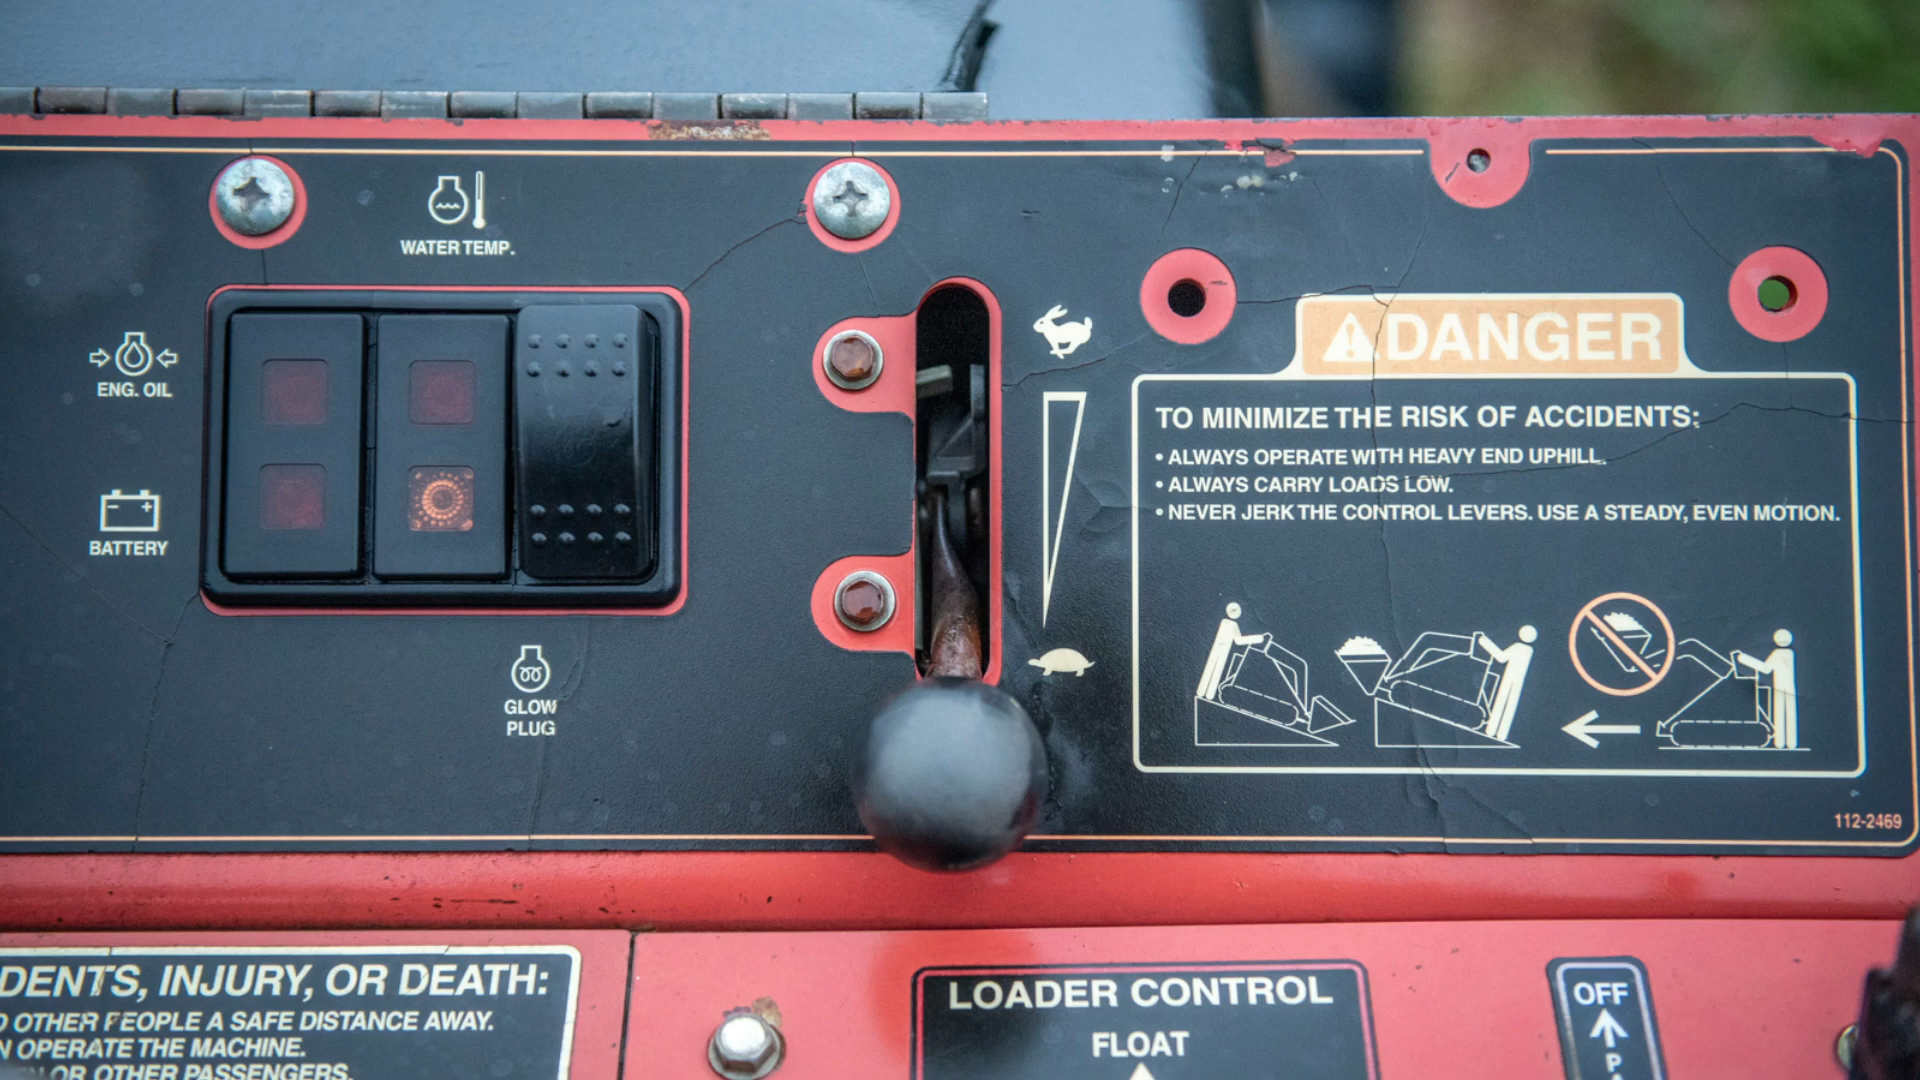 WATER TEMP.
ENG. OIL
BATTERY
GLOW
PLUG
DANGER
TO MINIMIZE THE RISK OF ACCIDENTS:
• ALWAYS OPERATE WITH HEAVY END UPHILL.
• ALWAYS CARRY LOADS LOW.
• NEVER JERK THE CONTROL LEVERS. USE A STEADY, EVEN MOTION.
112-2469
DENTS, INJURY, OR DEATH:
OTHER PEOPLE A SAFE DISTANCE AWAY.
OPERATE THE MACHINE.
OR OTHER PASSENGERS.
LOADER CONTROL
FLOAT
OFF